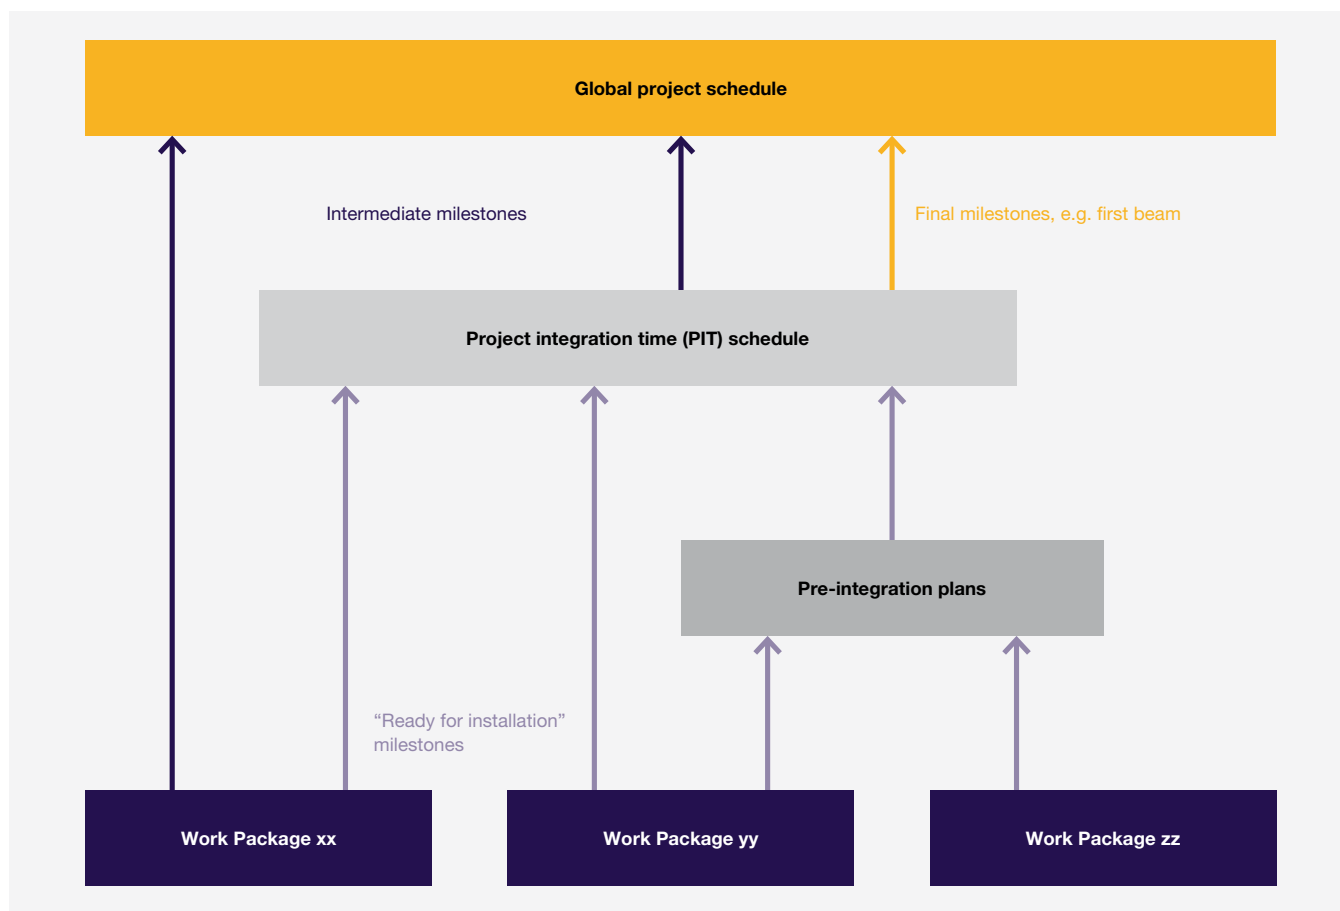 Global project schedule
Intermediate milestones
Final milestones, e.g. first beam
Project integration time (PIT) schedule
Pre-integration plans
“Ready for installation”
milestones
Work Package xx
Work Package yy
Work Package zz